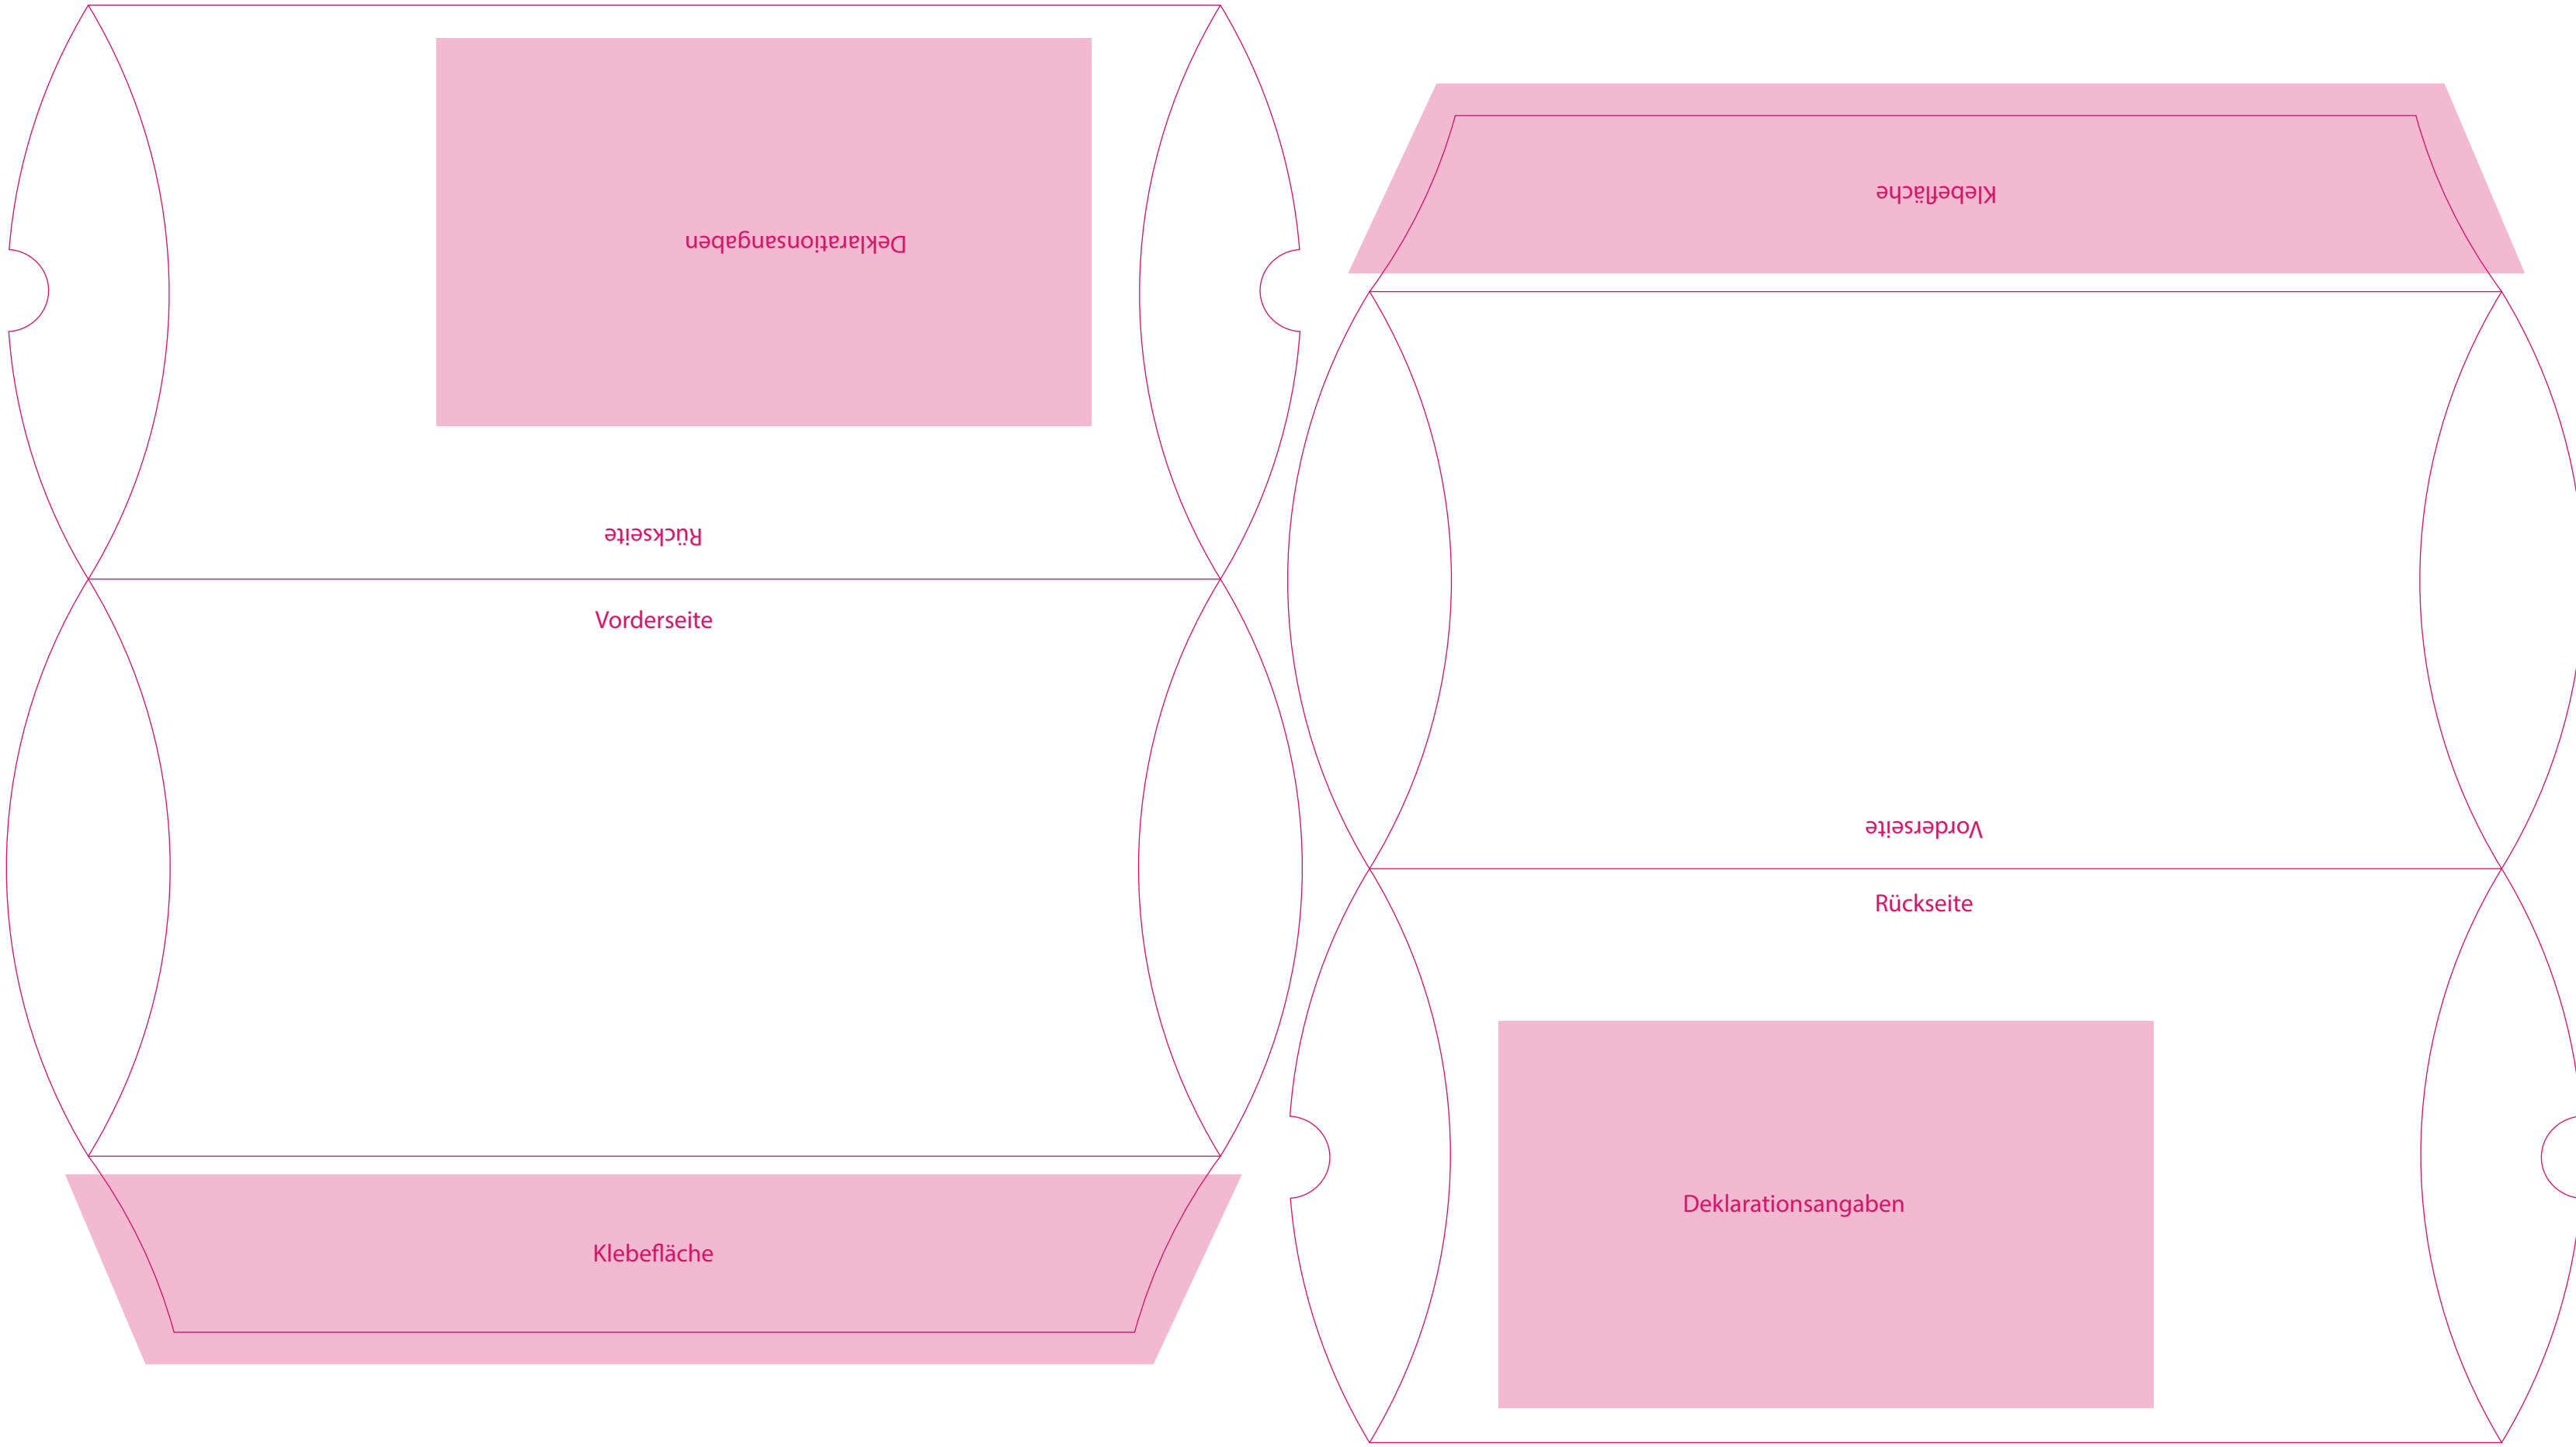 Deklarationsangaben
Rückseite
Vorderseite
Klebefläche
Klebefläche
Vorderseite
Rückseite
Deklarationsangaben